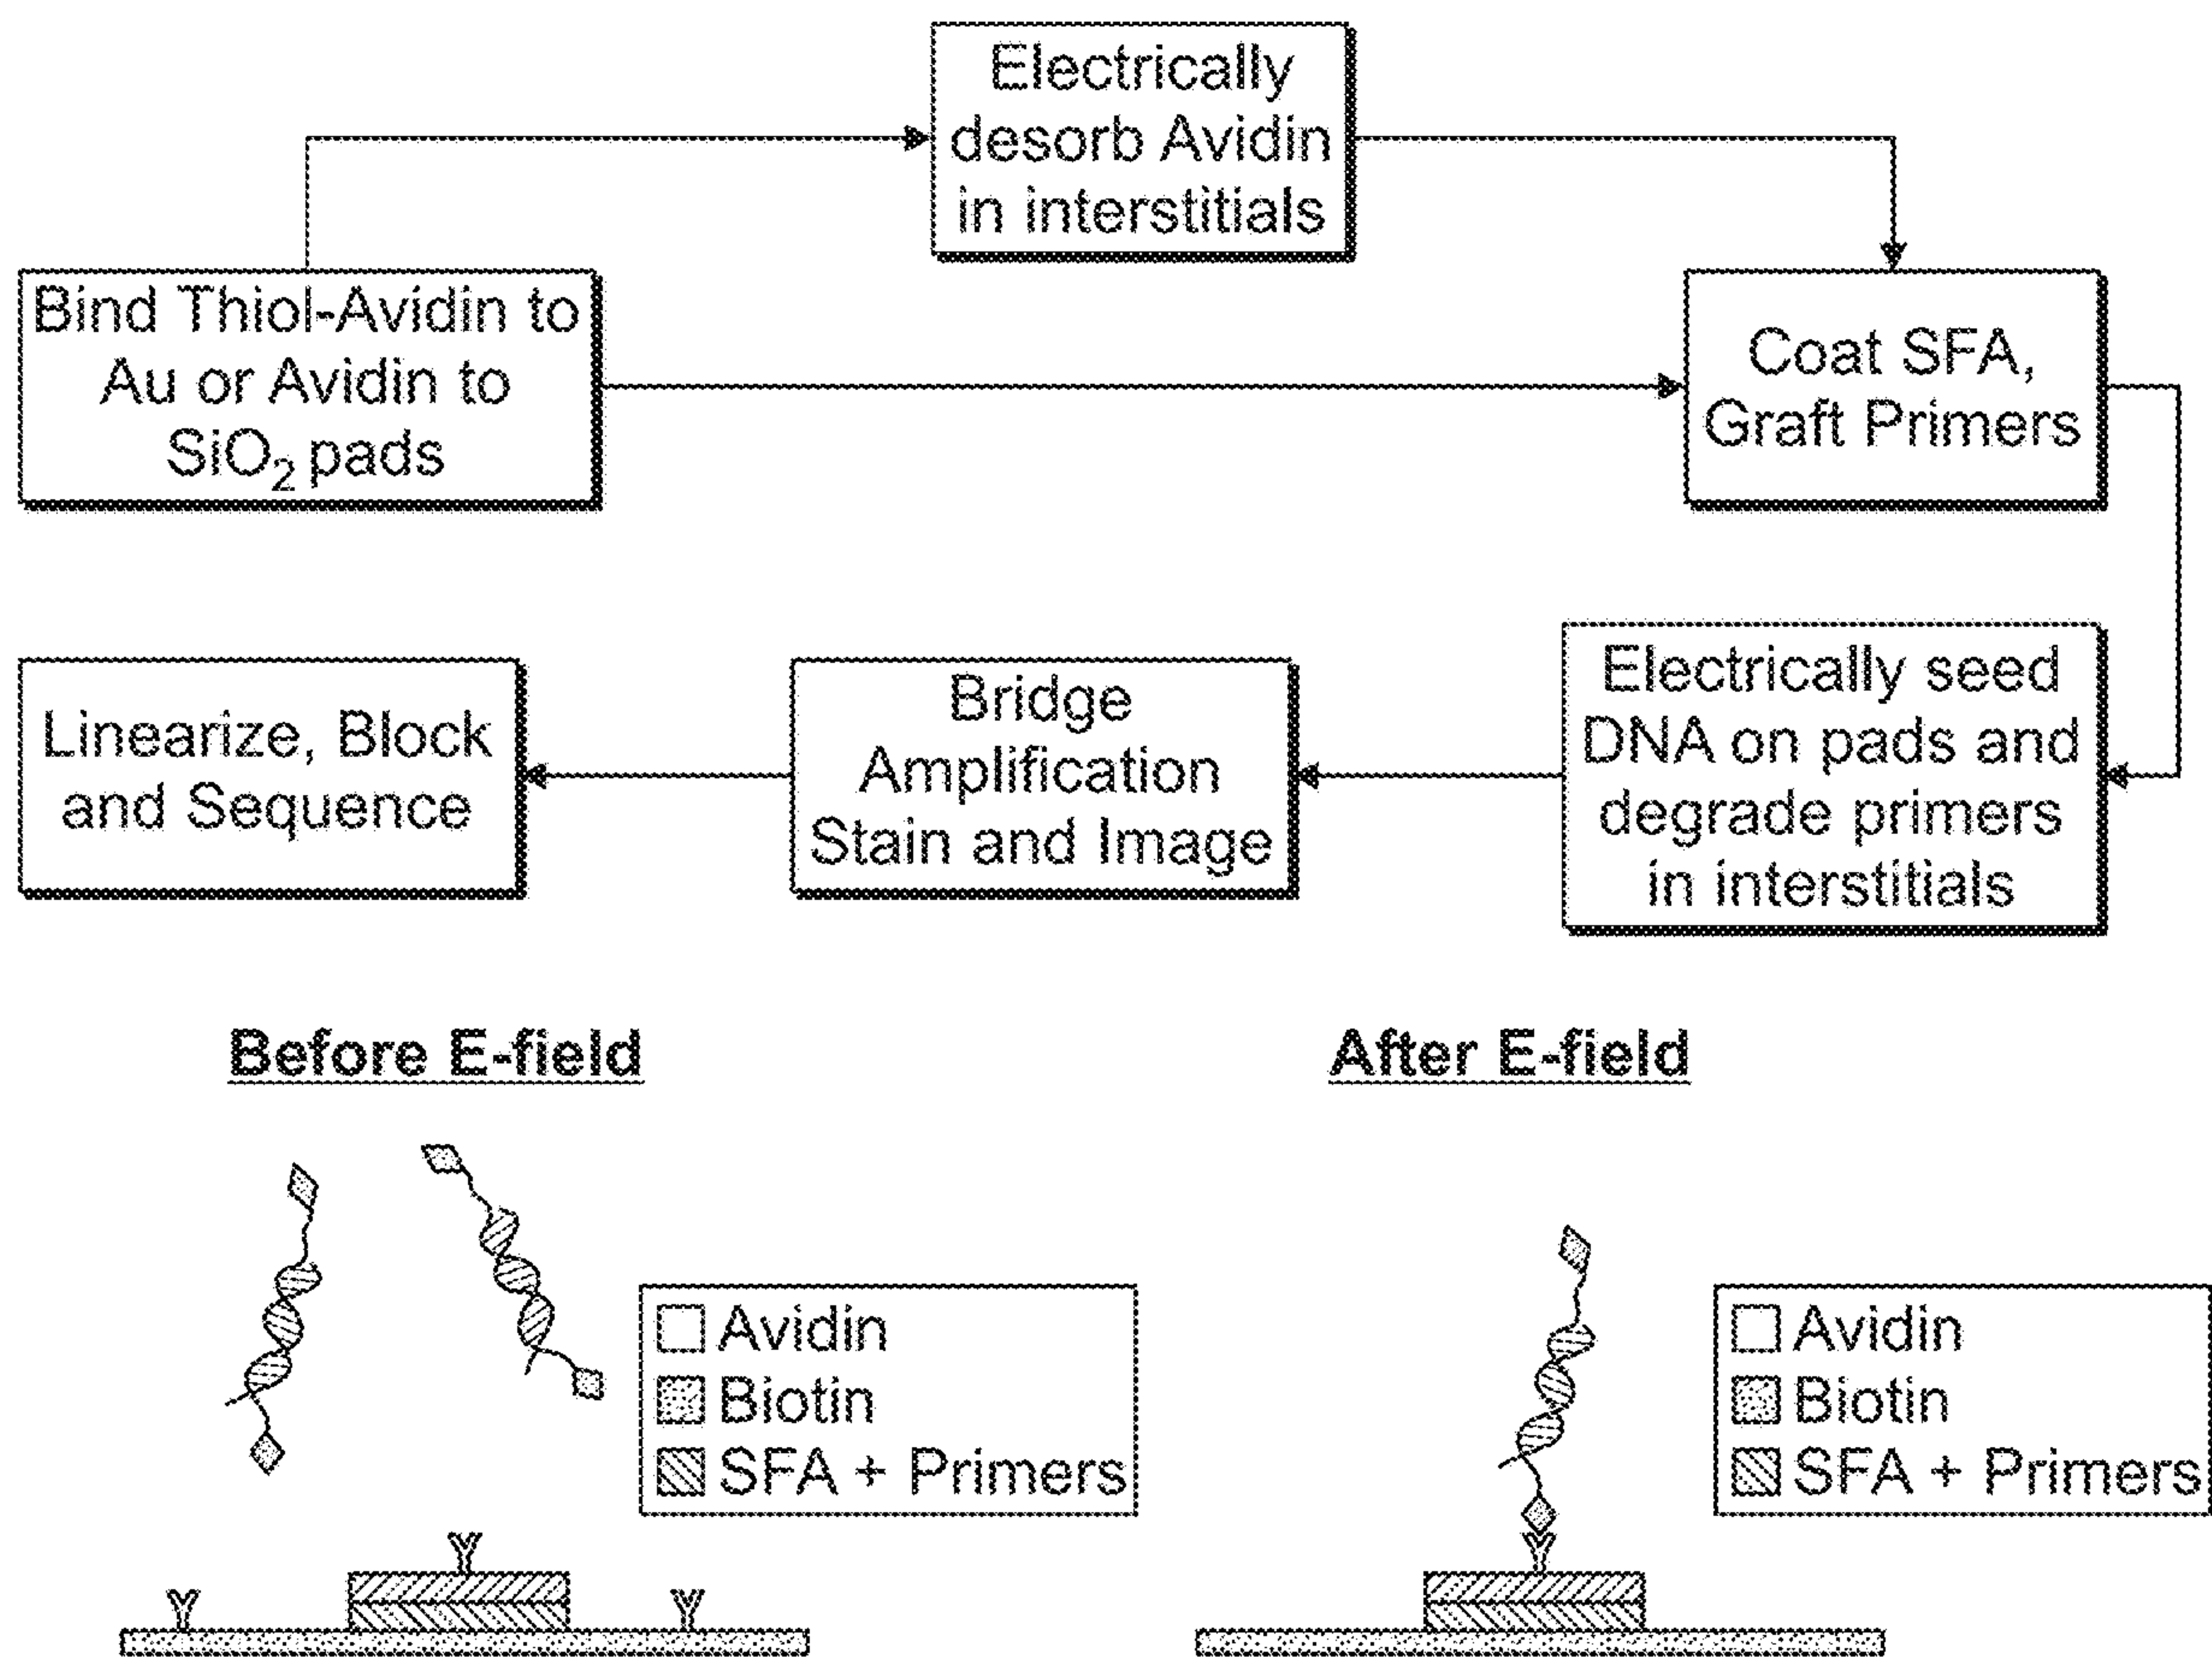 Electrically
desorb Avidin
in interstitials
Bind Thiol-Avidin to
Au or Avidin to
SiO₂ pads
Coat SFA,
Graft Primers
Linearize, Block
and Sequence
Bridge
Amplification
Stain and Image
Electrically seed
DNA on pads and
degrade primers
in interstitials
Before E-field
After E-field
Avidin
Biotin
SFA + Primers
Avidin
Biotin
SFA + Primers